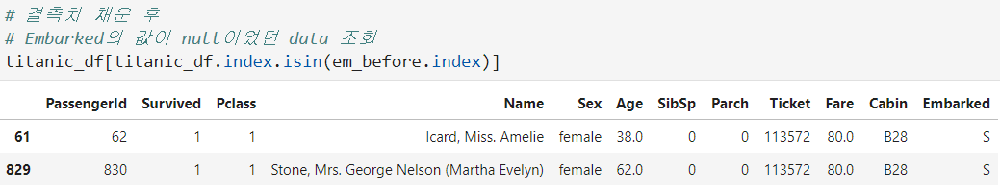 # 결측치 채운 후
# Embarked의 값이 null이었던 data 조회
titanic_df[titanic_df.index.isin(em_before.index)]
PassengerId Survived Pclass Name Sex Age SibSp Parch Ticket Fare Cabin Embarked
61 62 1 1 Icard, Miss. Amelie female 38.0 0 0 113572 80.0 B28 S
829 830 1 1 Stone, Mrs. George Nelson (Martha Evelyn) female 62.0 0 0 113572 80.0 B28 S